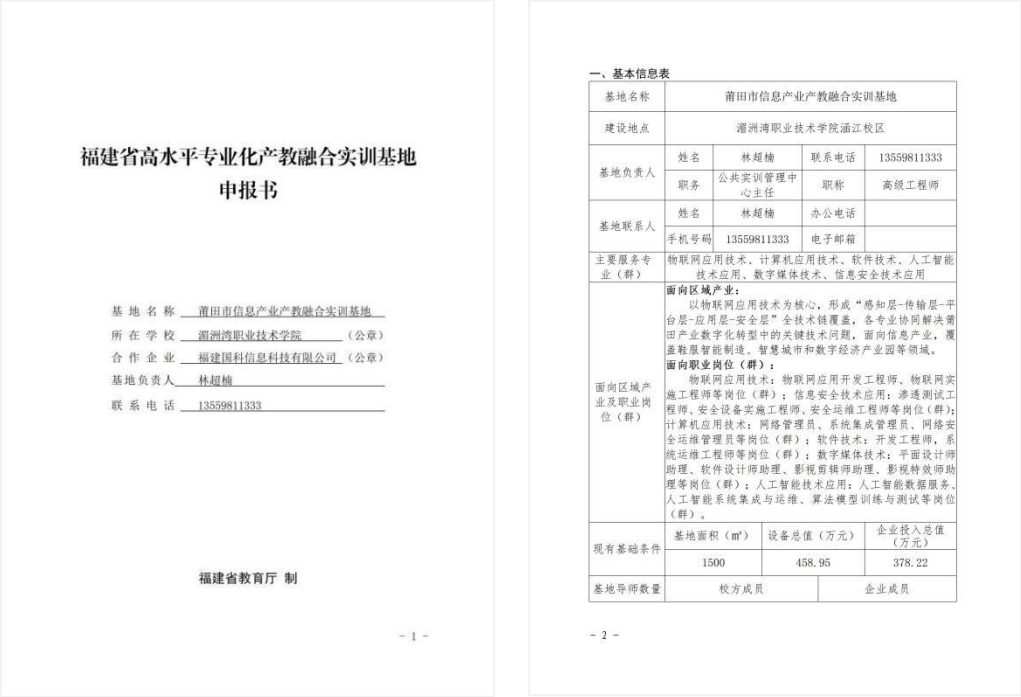 福建省高水平专业化产教融合实训基地
申报书
基 地 名 称 莆田市信息产业产教融合实训基地
所 在 学 校 湄洲湾职业技术学院 （公章）
合 作 企 业 福建国科信息科技有限公司 （公章）
基地负责人 林超楠
联 系 电 话 13559811333
福建省教育厅 制
- 1 -
一、基本信息表
基地名称 莆田市信息产业产教融合实训基地
建设地点 湄洲湾职业技术学院涵江校区
基地负责人 姓名 林超楠 联系电话 13559811333
职务 公共实训管理中心主任 职称 高级工程师
基地联系人 姓名 林超楠 办公电话
手机号码 13559811333 电子邮箱
主要服务专业（群） 物联网应用技术、计算机应用技术、软件技术、人工智能
技术应用、数字媒体技术、信息安全技术应用
面向区域产业及职业岗位（群）
面向区域产业：
以物联网应用技术为核心，形成“感知层-传输层-平
台层-应用层-安全层”全技术链覆盖，各专业协同解决莆
田产业数字化转型中的关键技术问题，面向信息产业，覆
盖鞋服智能制造、智慧城市和数字经济产业园等领域。
面向职业岗位（群）：
物联网应用技术：物联网应用开发工程师、物联网实
施工程师等岗位（群）；信息安全技术应用：渗透测试工
程师、安全设备实施工程师、安全运维工程师等岗位（群）；
计算机应用技术：网络管理员、系统集成管理员、网络安
全运维管理员等岗位（群）；软件技术：开发工程师，系
统运维工程师等岗位（群）；数字媒体技术：平面设计师
助理、软件设计师助理、影视剪辑师助理、影视特效师助
理等岗位（群）；人工智能技术应用：人工智能数据服务、
人工智能系统集成与运维、算法模型训练与测试等岗位
（群）。
现有基础条件 基地面积（㎡） 设备总值（万元） 企业投入总值（万元）
1500 458.95 378.22
基地导师数量 校方成员 企业成员
- 2 -